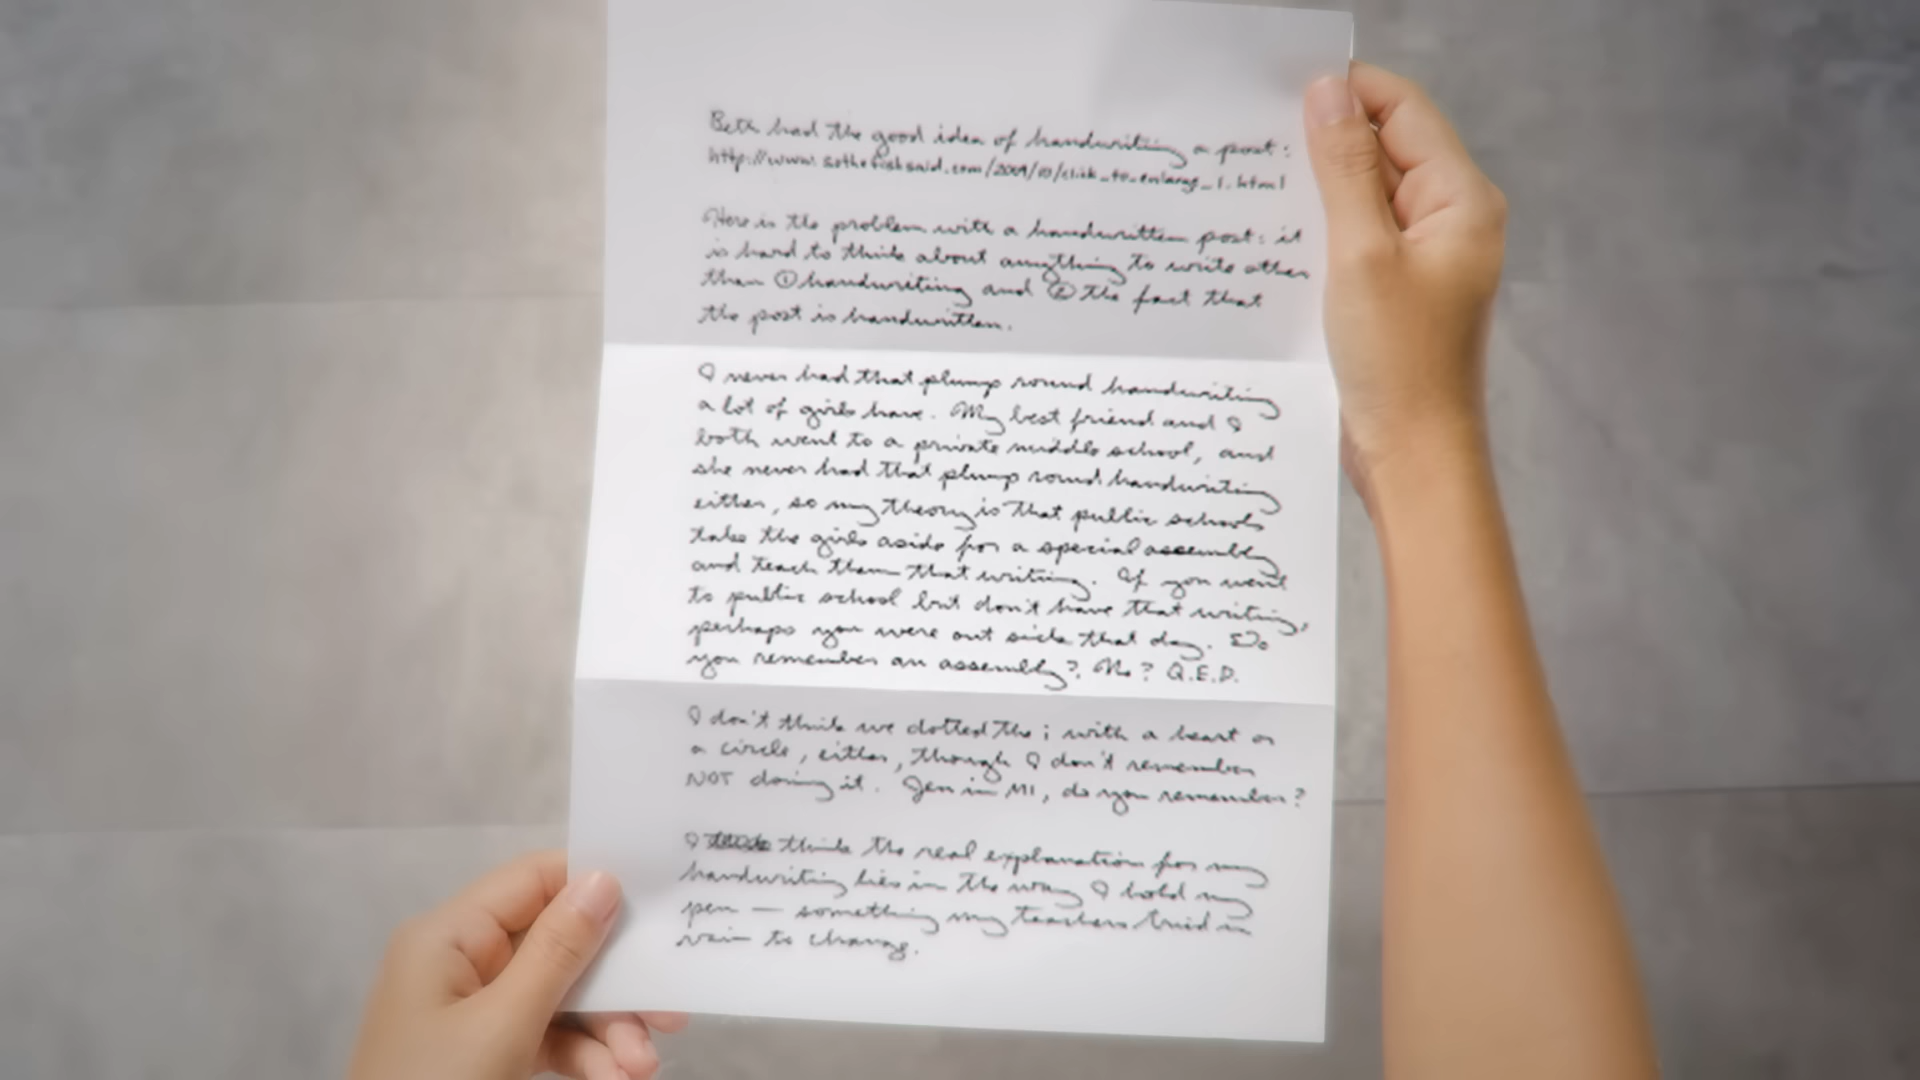 Beth had the good idea of handwriting a post:
http://www.sothefishsaid.com/2009/10/click_to_enlarge_1.html
Here is the problem with a handwritten post: it
is hard to think about anything to write other
than ① handwriting and ② the fact that
the post is handwritten.
I never had that plump round handwriting
a lot of girls have. My best friend and I
both went to a private middle school, and
she never had that plump round handwriting
either, so my theory is that public schools
take the girls aside for a special assembly
and teach them that writing. If you went
to public school but don't have that writing,
perhaps you were out sick that day. Do
you remember an assembly? No? Q.E.D.
I don't think we dotted the i with a heart or
a circle, either, though I don't remember
NOT doing it. Jen in MI, do you remember?
I think the real explanation for my
handwriting lies in the way I hold my
pen — something my teachers tried in
vain to change.